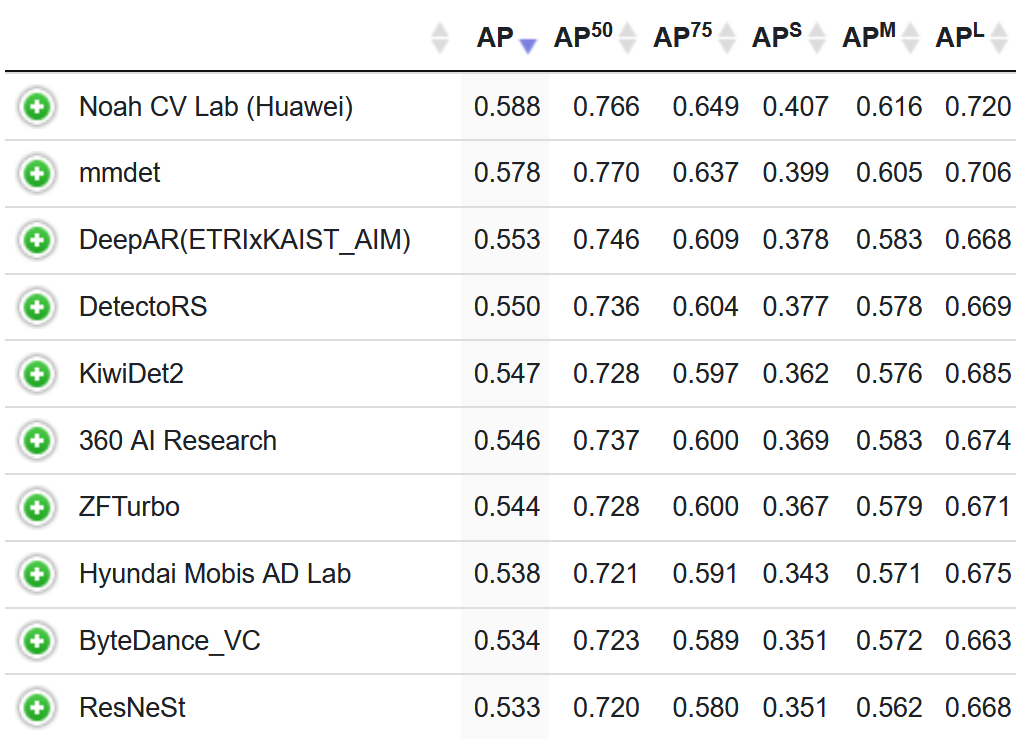 AP AP50 AP75 APS APM APL
Noah CV Lab (Huawei) 0.588 0.766 0.649 0.407 0.616 0.720
mmdet 0.578 0.770 0.637 0.399 0.605 0.706
DeepAR(ETRIxKAIST_AIM) 0.553 0.746 0.609 0.378 0.583 0.668
DetectoRS 0.550 0.736 0.604 0.377 0.578 0.669
KiwiDet2 0.547 0.728 0.597 0.362 0.576 0.685
360 AI Research 0.546 0.737 0.600 0.369 0.583 0.674
ZFTurbo 0.544 0.728 0.600 0.367 0.579 0.671
Hyundai Mobis AD Lab 0.538 0.721 0.591 0.343 0.571 0.675
ByteDance_VC 0.534 0.723 0.589 0.351 0.572 0.663
ResNeSt 0.533 0.720 0.580 0.351 0.562 0.668